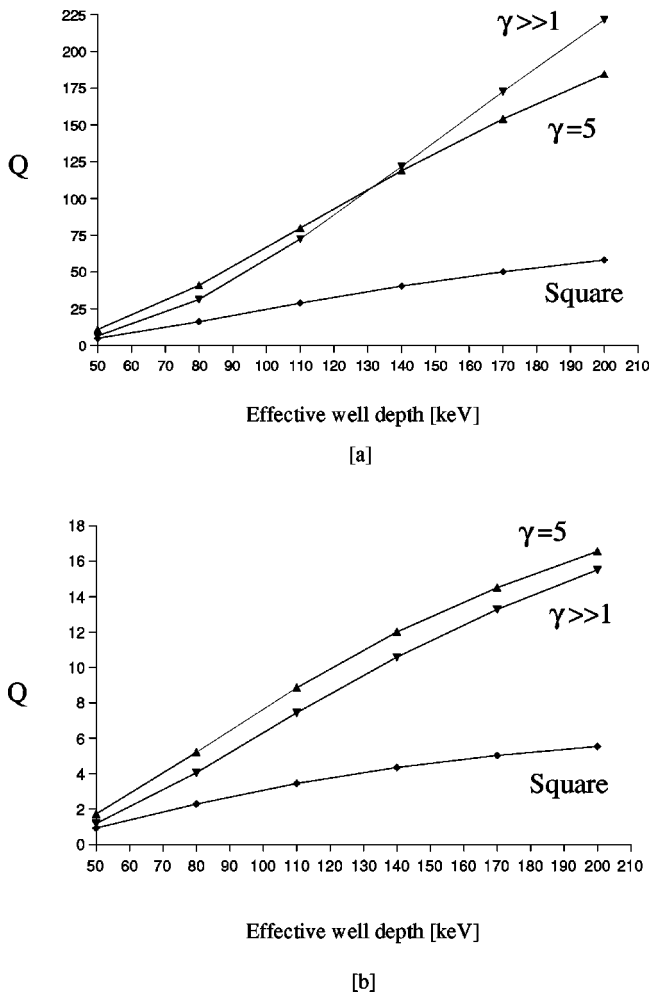 225
200
175
150
125
100
75
50
25
0
Q
γ>>1
γ=5
Square
50 60 70 80 90 100 110 120 130 140 150 160 170 180 190 200 210
Effective well depth [keV]
[a]
18
16
14
12
10
8
6
4
2
0
Q
γ=5
γ>>1
Square
50 60 70 80 90 100 110 120 130 140 150 160 170 180 190 200 210
Effective well depth [keV]
[b]